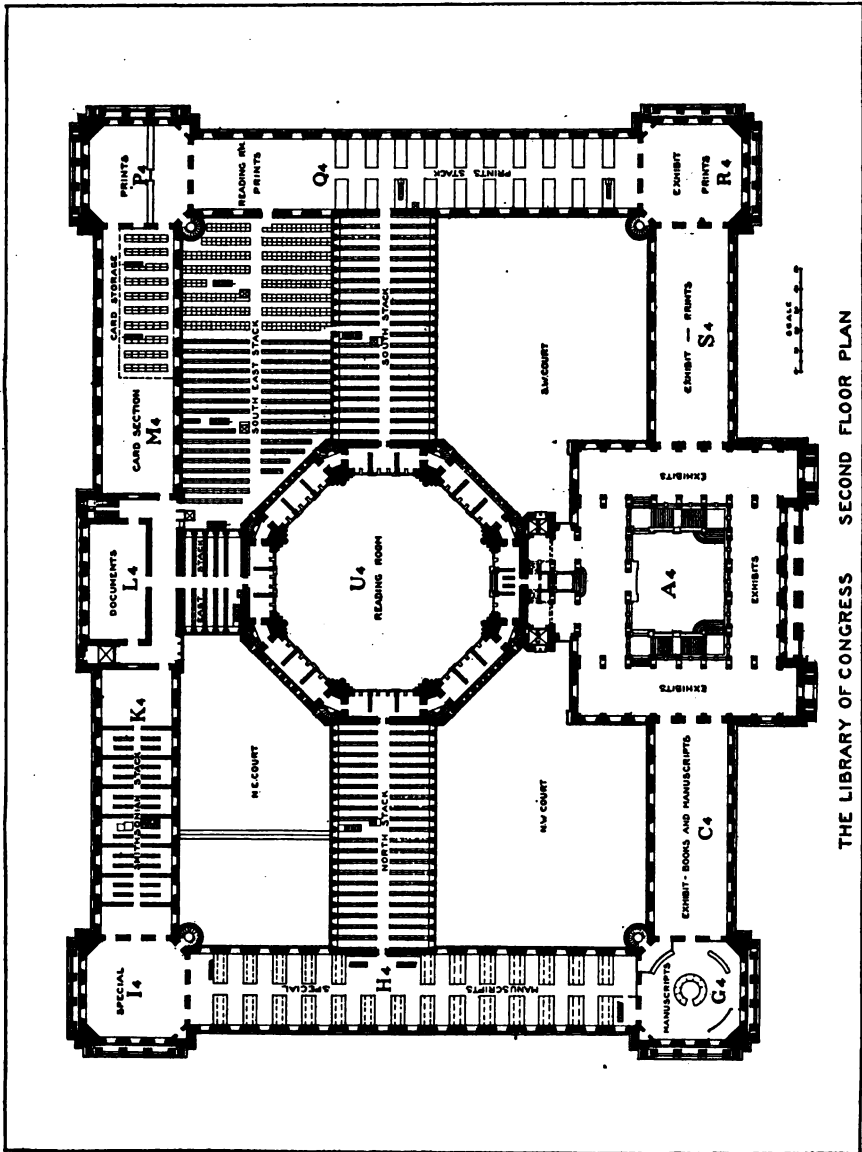 PRINTS
P4
READING RM.
PRINTS
Q4
PRINTS STACK
EXHIBIT
PRINTS
R4
CARD STORAGE
CARD SECTION
M4
SOUTH EAST STACK
SOUTH STACK
S.W. COURT
EXHIBIT — PRINTS
S4
SCALE
DOCUMENTS
L4
EAST STACK
U4
READING ROOM
EXHIBITS
A4
EXHIBITS
EXHIBITS
K4
SMITHSONIAN STACK
N.E. COURT
NORTH STACK
N.W. COURT
EXHIBIT - BOOKS AND MANUSCRIPTS
C4
SPECIAL
I4
SPECIAL
H4
MANUSCRIPTS
MANUSCRIPTS
G4
THE LIBRARY OF CONGRESS SECOND FLOOR PLAN